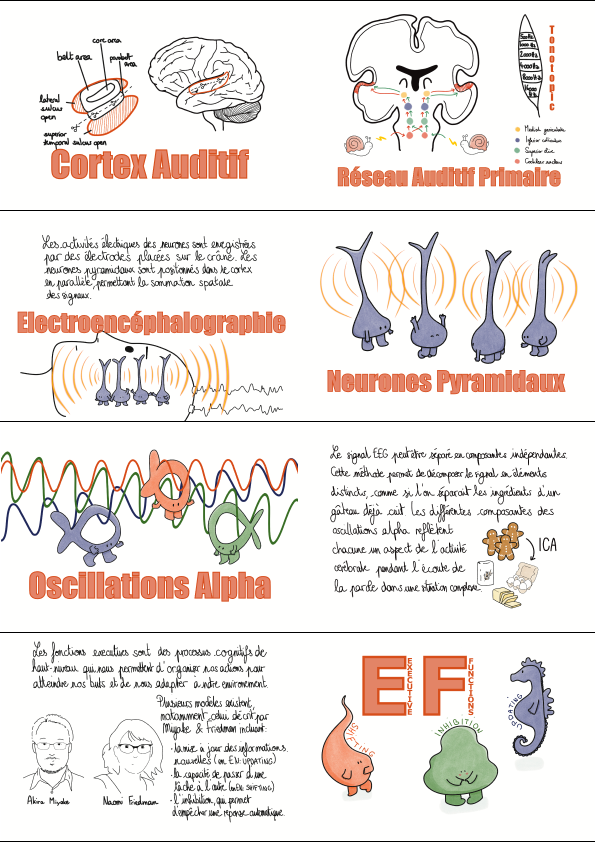 core area
belt area
parabelt area
lateral sulcus open
superior temporal sulcus open
Cortex Auditif
Tonotopic
500Hz
1000Hz
2000Hz
4000Hz
8000Hz
16000Hz
Medial geniculate
Inferior colliculus
Superior olive
Cochlear nucleus
Réseau Auditif Primaire
Les activités électriques des neurones sont enregistrées
par des électrodes placées sur le crâne. Les
neurones pyramidaux sont positionnés dans le cortex
en parallèle, permettant la sommation spatiale
des signaux.
Electroencéphalographie
Neurones Pyramidaux
Oscillations Alpha
Le signal EEG peut être séparé en composantes indépendantes.
Cette méthode permet de décomposer le signal en éléments
distincts, comme si l'on séparait les ingrédients d'un
gâteau déjà cuit. Les différentes composantes des
oscillations alpha reflètent
chacune un aspect de l'activité
cérébrale pendant l'écoute de
la parole dans une situation complexe.
ICA
Les fonctions exécutives sont des processus cognitifs de
haut-niveau qui nous permettent d'organiser nos actions pour
atteindre nos buts et de nous adapter à notre environnement.
Plusieurs modèles existent,
notamment celui décrit par
Miyake & Friedman incluant:
- la mise à jour des informations
nouvelles (en EN: UPDATING)
- la capacité de passer d'une
tâche à l'autre (en EN: SHIFTING)
- l'inhibition, qui permet
d'empêcher une réponse automatique.
Akira Miyake
Naomi Friedman
EF
EXECUTIVE
FUNCTIONS
SHIFTING
INHIBITION
UPDATING